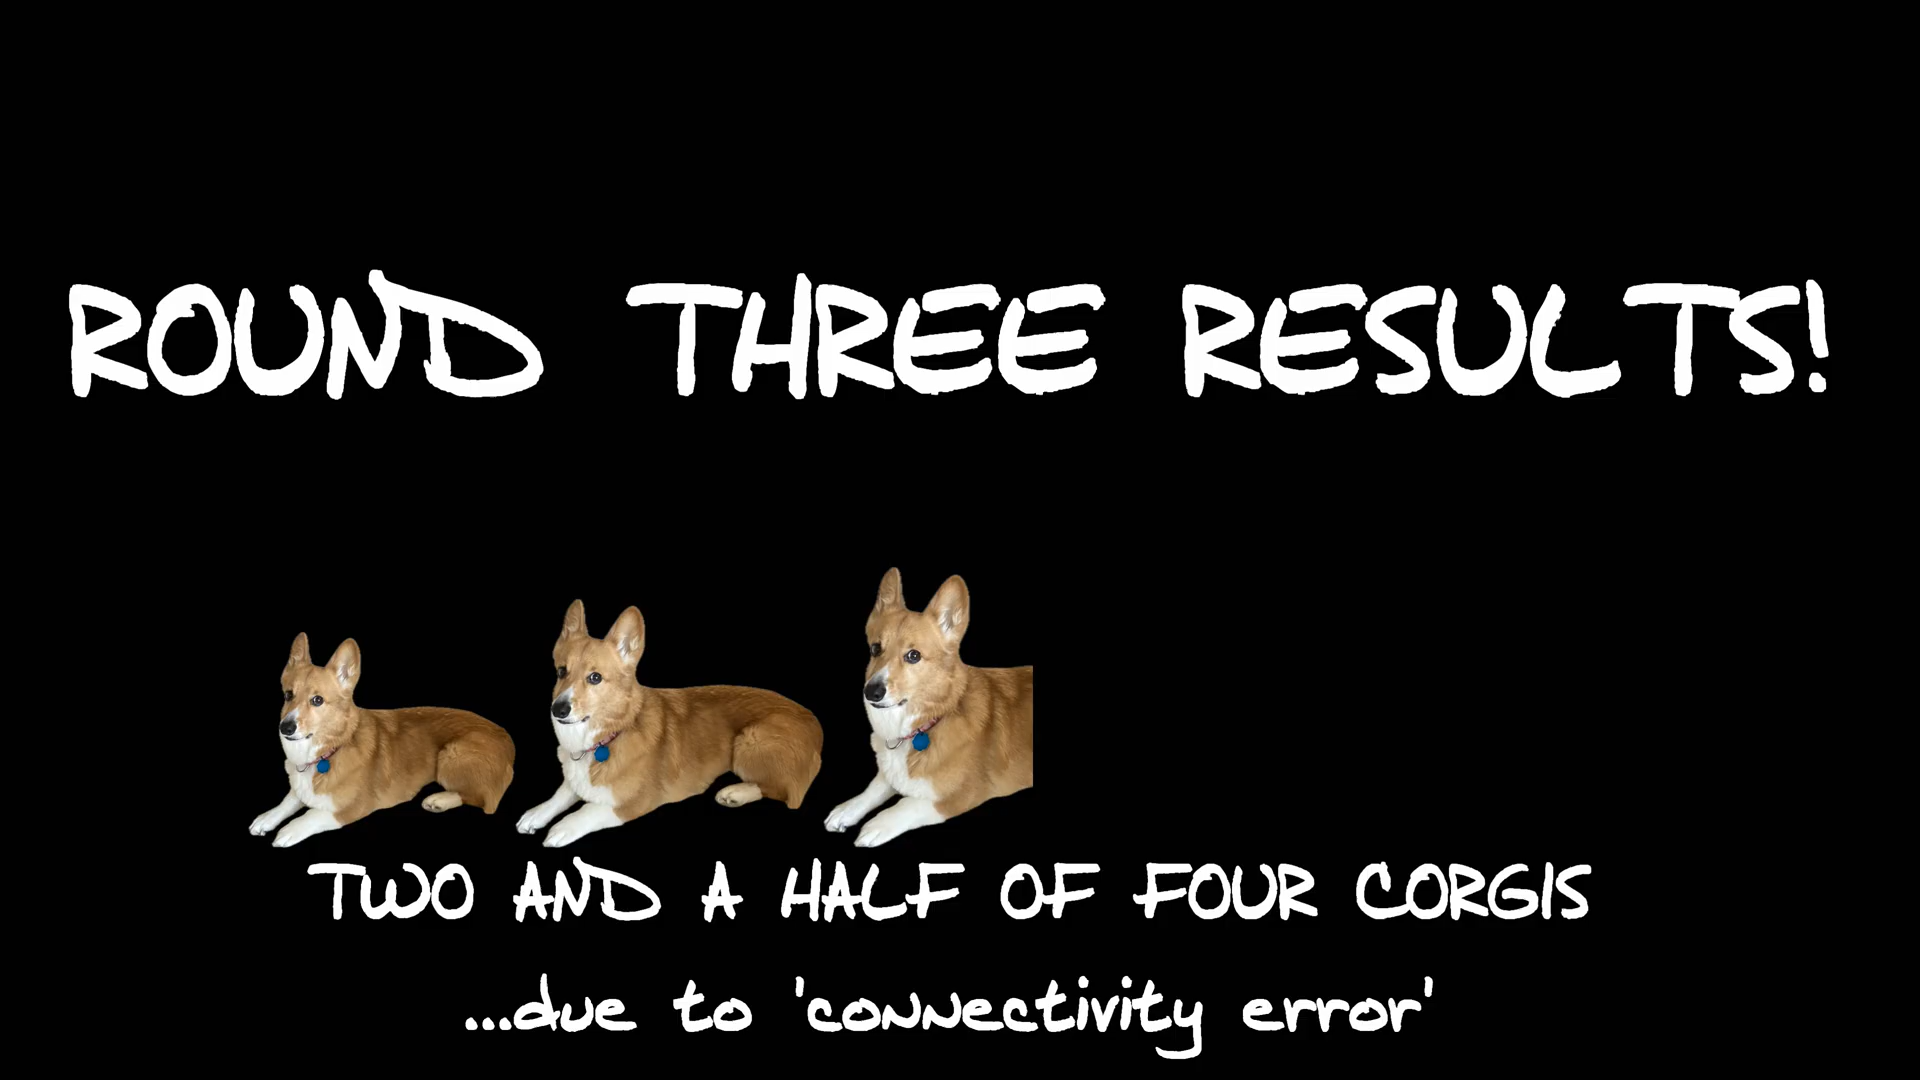 ROUND THREE RESULTS!
TWO AND A HALF OF FOUR CORGIS
...due to 'connectivity error'